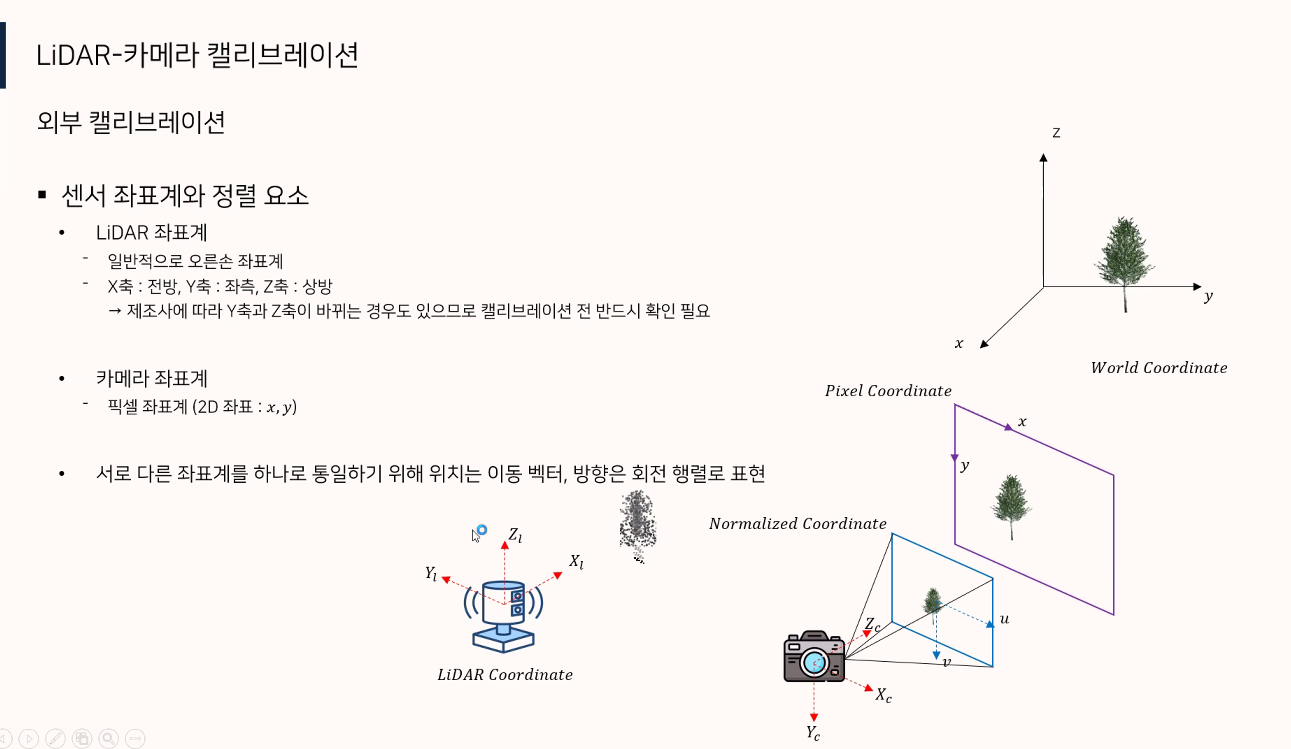 LiDAR-카메라 캘리브레이션
외부 캘리브레이션
▪ 센서 좌표계와 정렬 요소
• LiDAR 좌표계
- 일반적으로 오른손 좌표계
- X축 : 전방, Y축 : 좌측, Z축 : 상방
→ 제조사에 따라 Y축과 Z축이 바뀌는 경우도 있으므로 캘리브레이션 전 반드시 확인 필요
• 카메라 좌표계
- 픽셀 좌표계 (2D 좌표 : x, y)
• 서로 다른 좌표계를 하나로 통일하기 위해 위치는 이동 벡터, 방향은 회전 행렬로 표현
Z
y
x
World Coordinate
Pixel Coordinate
x
y
Normalized Coordinate
u
v
Z_c
X_c
Y_c
Z_l
X_l
Y_l
LiDAR Coordinate